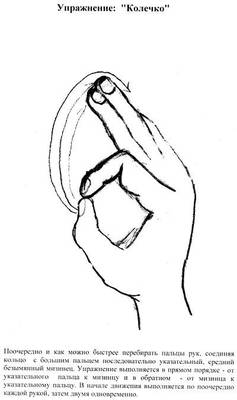 Упражнение: "Колечко"
Поочередно и как можно быстрее перебирать пальцы рук, соединяя
кольцо с большим пальцем последовательно указательный, средний
безымянный мизинец. Упражнение выполняется в прямом порядке - от
указательного пальца к мизинцу и в обратном - от мизинца к
указательному пальцу. В начале движения выполняется по поочередно
каждой рукой, затем двумя одновременно.